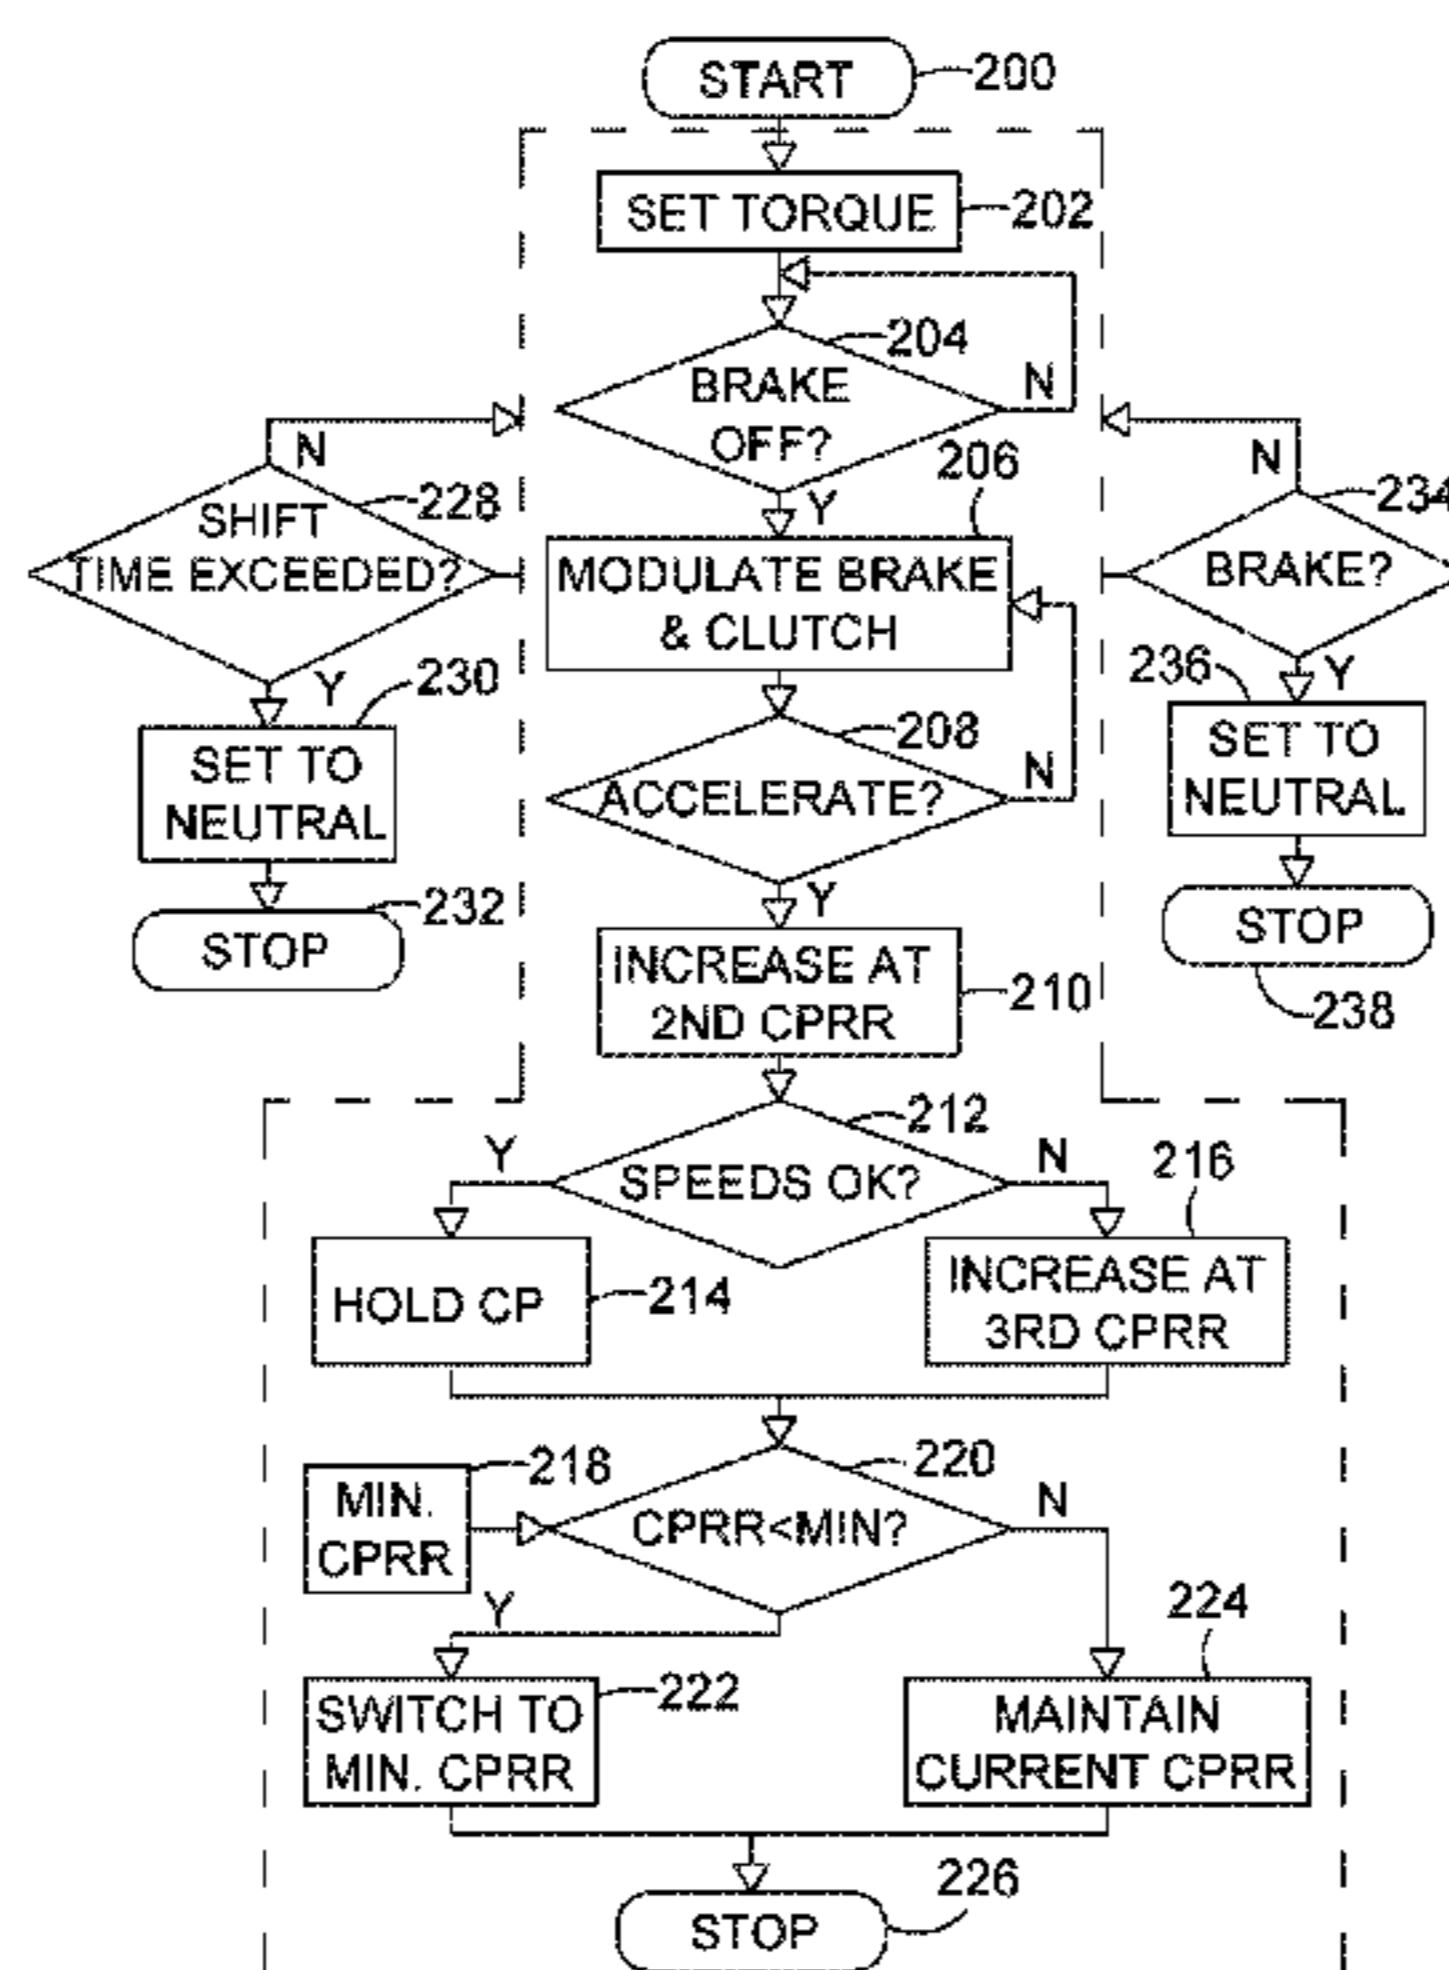 START
200
SET TORQUE
202
BRAKE
OFF?
204
N
Y
206
MODULATE BRAKE
& CLUTCH
N
SHIFT
TIME EXCEEDED?
228
Y
230
SET TO
NEUTRAL
232
STOP
N
234
BRAKE?
236
Y
SET TO
NEUTRAL
STOP
238
208
ACCELERATE?
N
Y
INCREASE AT
2ND CPRR
210
212
SPEEDS OK?
Y
N
216
HOLD CP
214
INCREASE AT
3RD CPRR
218
MIN.
CPRR
220
CPRR<MIN?
N
Y
222
SWITCH TO
MIN. CPRR
224
MAINTAIN
CURRENT CPRR
226
STOP